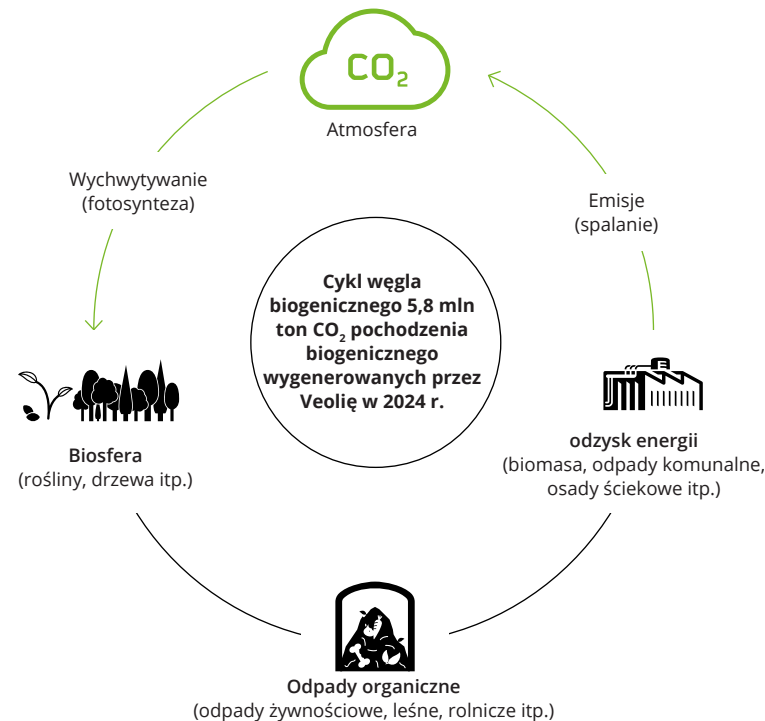 CO₂
Atmosfera
Wychwytywanie
(fotosynteza)
Emisje
(spalanie)
Cykl węgla
biogenicznego 5,8 mln
ton CO₂ pochodzenia
biogenicznego
wygenerowanych przez
Veolię w 2024 r.
Biosfera
(rośliny, drzewa itp.)
odzysk energii
(biomasa, odpady komunalne,
osady ściekowe itp.)
Odpady organiczne
(odpady żywnościowe, leśne, rolnicze itp.)